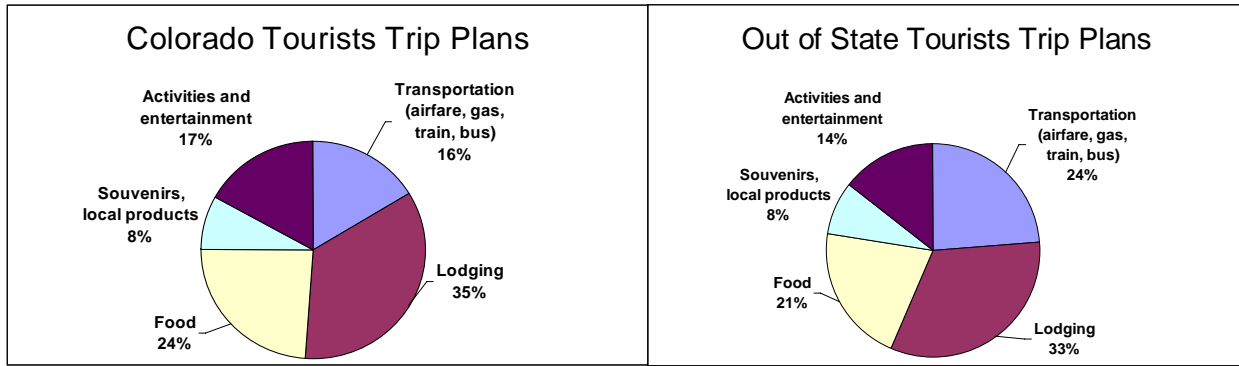 Colorado Tourists Trip Plans
Activities and
entertainment
17%
Transportation
(airfare, gas,
train, bus)
16%
Souvenirs,
local products
8%
Lodging
35%
Food
24%
Out of State Tourists Trip Plans
Activities and
entertainment
14%
Transportation
(airfare, gas,
train, bus)
24%
Souvenirs,
local products
8%
Food
21%
Lodging
33%